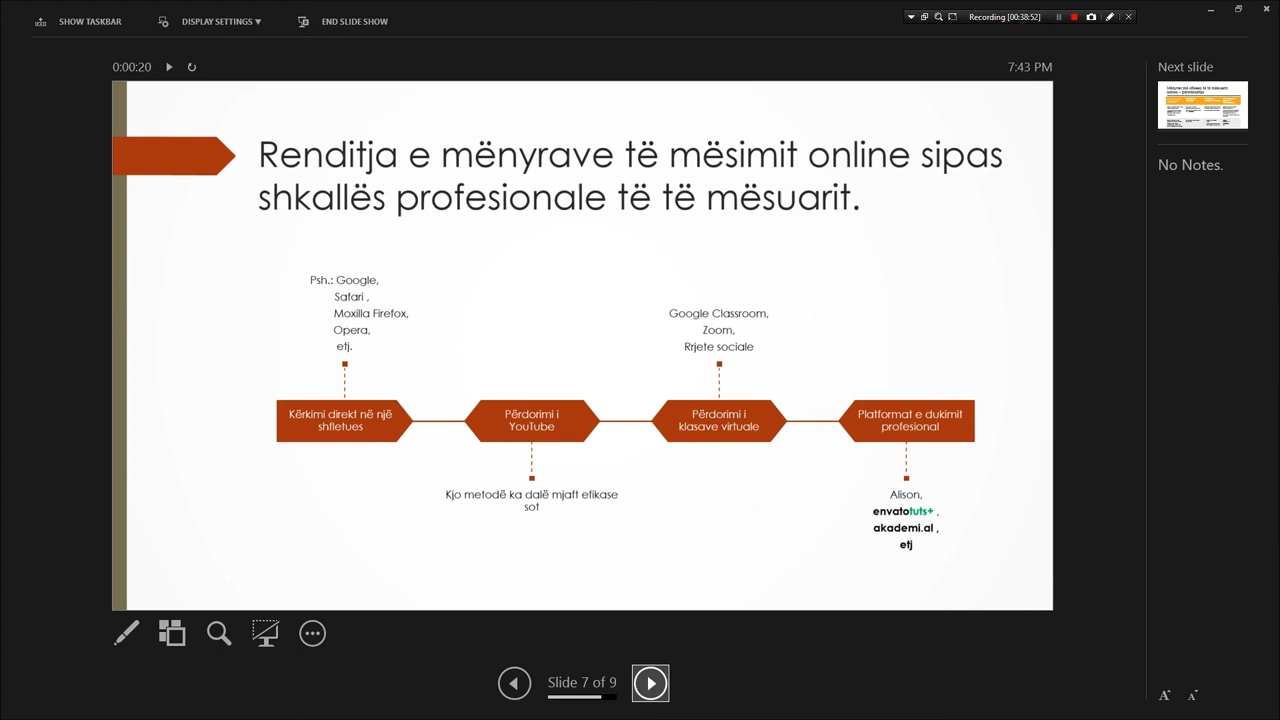 SHOW TASKBAR
DISPLAY SETTINGS
END SLIDE SHOW
Recording [00:38:52]
0:00:20
7:43 PM
Next slide
No Notes.
Renditja e mënyrave të mësimit online sipas
shkallës profesionale të të mësuarit.
Psh.: Google,
Safari ,
Moxilla Firefox,
Opera,
etj.
Google Classroom,
Zoom,
Rrjete sociale
Kërkimi direkt në një
shfletues
Përdorimi i
YouTube
Përdorimi i
klasave virtuale
Platformat e dukimit
profesional
Kjo metodë ka dalë mjaft efikase
sot
Alison,
envatotuts+ ,
akademi.al ,
etj
Slide 7 of 9
A A